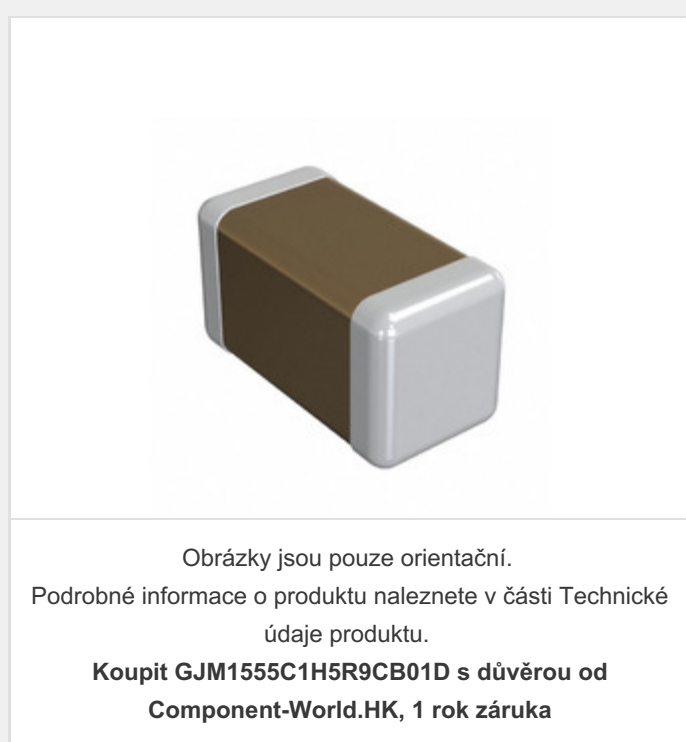 Obrázky jsou pouze orientační.
Podrobné informace o produktu naleznete v části Technické
údaje produktu.
Koupit GJM1555C1H5R9CB01D s důvěrou od
Component-World.HK, 1 rok záruka